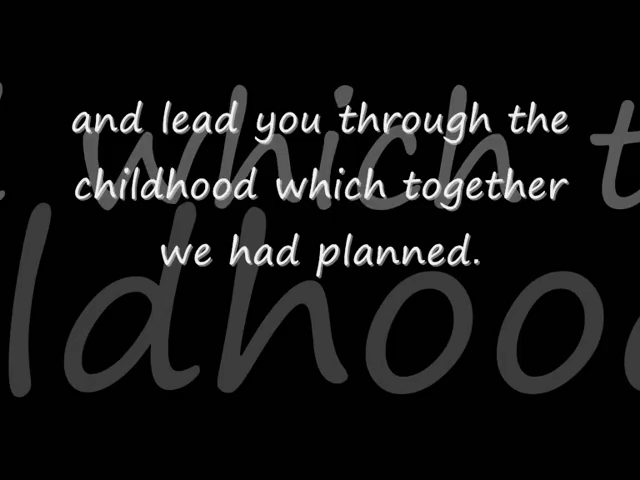 and lead you through the
childhood which together
we had planned.